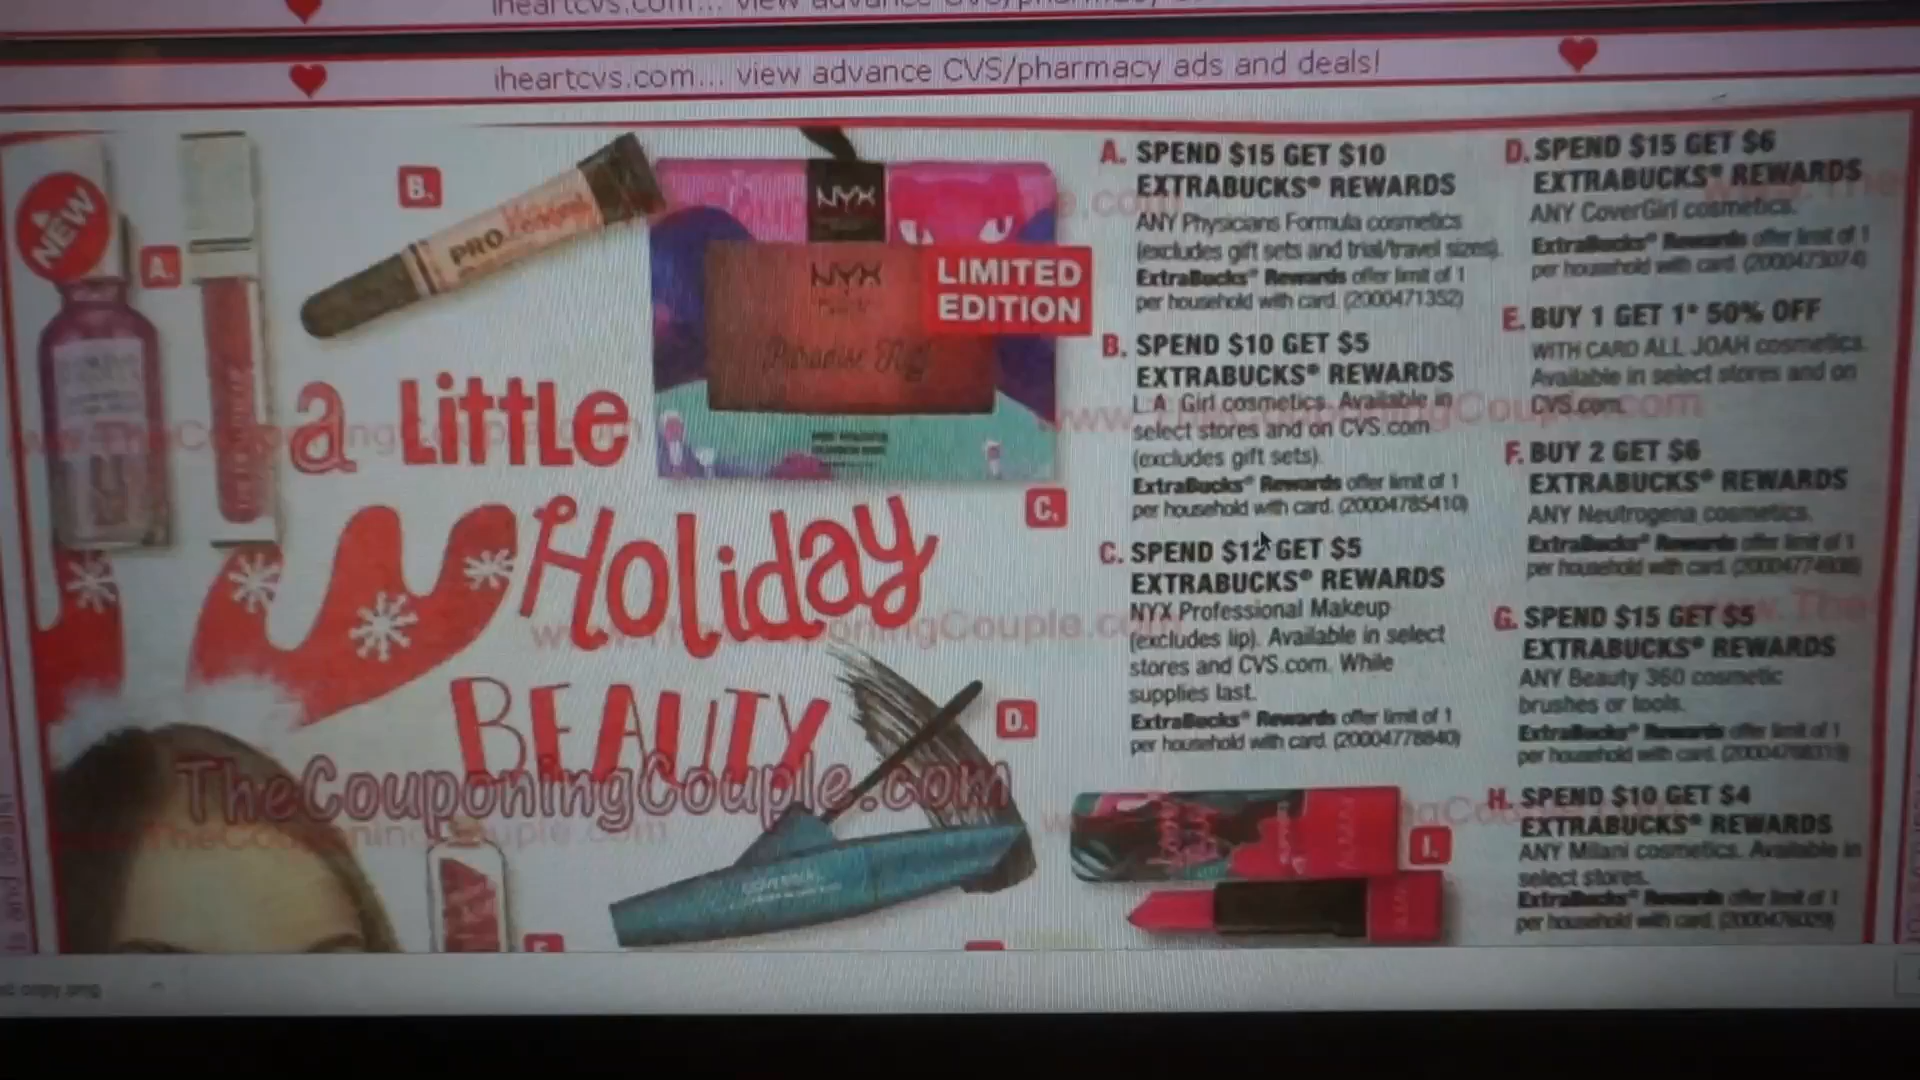 iheartcvs.com... view advance CVS/pharmacy
iheartcvs.com... view advance CVS/pharmacy ads and deals!
NEW
A.
B.
PRO
NYX
NYX
LIMITED
EDITION
C.
a LittLE
Holiday
BEAUTY
TheCouponingCouple.com
D.
I.
A. SPEND $15 GET $10
EXTRABUCKS® REWARDS
ANY Physicians Formula cosmetics
(excludes gift sets and trial/travel sizes).
ExtraBucks® Rewards offer limit of 1
per household with card. (2000471352)
B. SPEND $10 GET $5
EXTRABUCKS® REWARDS
L.A. Girl cosmetics. Available in
select stores and on CVS.com
(excludes gift sets).
ExtraBucks® Rewards offer limit of 1
per household with card. (20004785410)
C. SPEND $12 GET $5
EXTRABUCKS® REWARDS
NYX Professional Makeup
(excludes lip). Available in select
stores and CVS.com. While
supplies last.
ExtraBucks® Rewards offer limit of 1
per household with card. (20004778840)
D. SPEND $15 GET $6
EXTRABUCKS® REWARDS
ANY CoverGirl cosmetics.
ExtraBucks® Rewards offer limit of 1
per household with card. (2000473074)
E. BUY 1 GET 1* 50% OFF
WITH CARD ALL JOAH cosmetics.
Available in select stores and on
CVS.com.
F. BUY 2 GET $6
EXTRABUCKS® REWARDS
ANY Neutrogena cosmetics.
ExtraBucks® Rewards offer limit of 1
per household with card.
G. SPEND $15 GET $5
EXTRABUCKS® REWARDS
ANY Beauty 360 cosmetic
brushes or tools.
ExtraBucks® Rewards offer limit of 1
per household with card.
H. SPEND $10 GET $4
EXTRABUCKS® REWARDS
ANY Milani cosmetics. Available in
select stores.
ExtraBucks® Rewards offer limit of 1
per household with card.